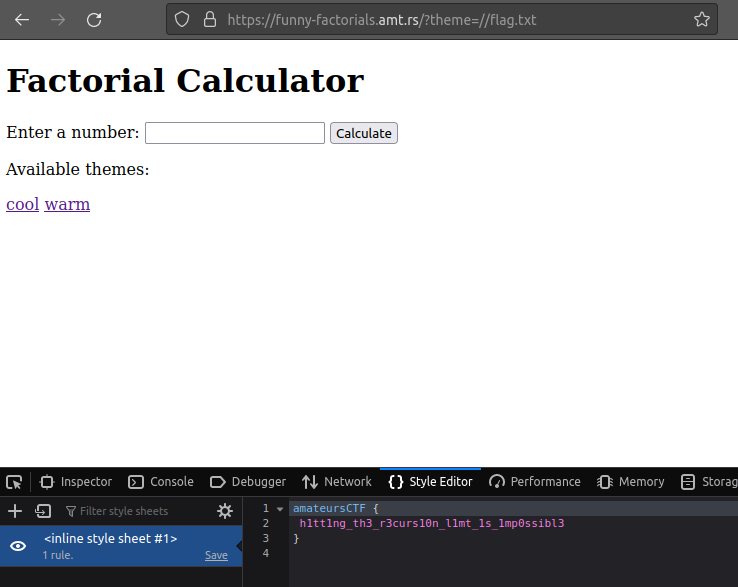 https://funny-factorials.amt.rs/?theme=//flag.txt
Factorial Calculator
Enter a number: Calculate
Available themes:
cool warm
Inspector Console Debugger Network Style Editor Performance Memory Storag
Filter style sheets
<inline style sheet #1>
1 rule. Save
1 amateursCTF {
2 h1tt1ng_th3_r3curs10n_l1mt_1s_1mp0ssibl3
3 }
4